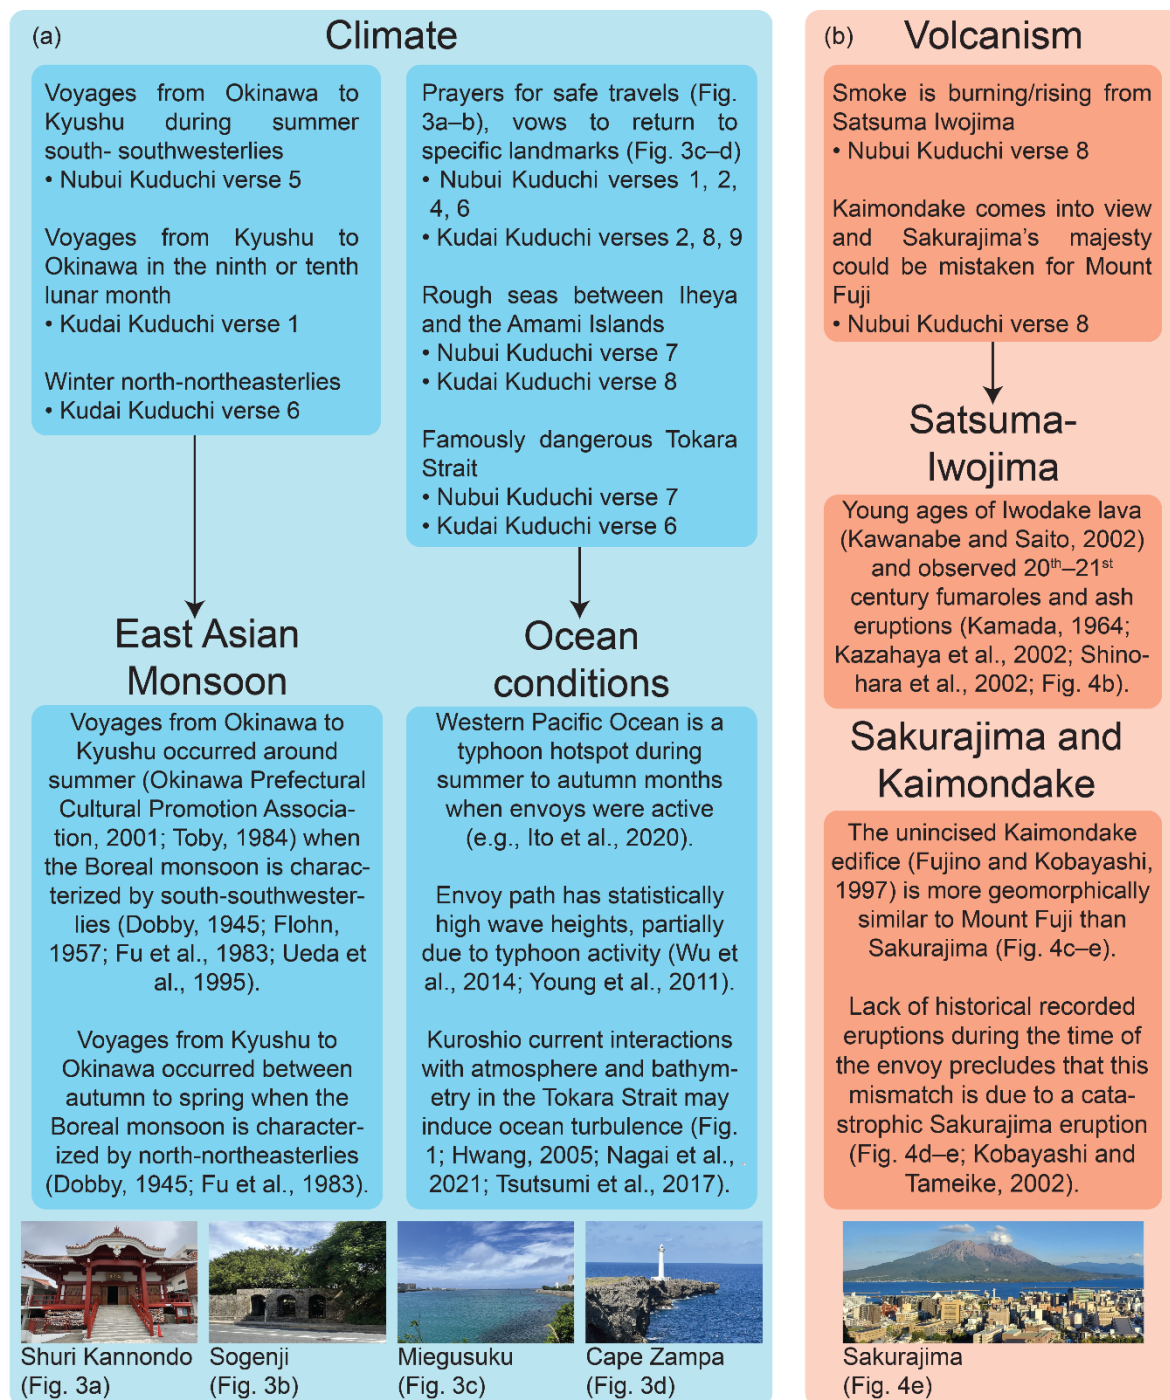 (a)
Climate
Voyages from Okinawa to
Kyushu during summer
south- southwesterlies
• Nubui Kuduchi verse 5
Voyages from Kyushu to
Okinawa in the ninth or tenth
lunar month
• Kudai Kuduchi verse 1
Winter north-northeasterlies
• Kudai Kuduchi verse 6
Prayers for safe travels (Fig.
3a–b), vows to return to
specific landmarks (Fig. 3c–d)
• Nubui Kuduchi verses 1, 2,
4, 6
• Kudai Kuduchi verses 2, 8, 9
Rough seas between Iheya
and the Amami Islands
• Nubui Kuduchi verse 7
• Kudai Kuduchi verse 8
Famously dangerous Tokara
Strait
• Nubui Kuduchi verse 7
• Kudai Kuduchi verse 6
East Asian
Monsoon
Voyages from Okinawa to
Kyushu occurred around
summer (Okinawa Prefectural
Cultural Promotion Associa-
tion, 2001; Toby, 1984) when
the Boreal monsoon is charac-
terized by south-southwester-
lies (Dobby, 1945; Flohn,
1957; Fu et al., 1983; Ueda et
al., 1995).
Voyages from Kyushu to
Okinawa occurred between
autumn to spring when the
Boreal monsoon is character-
ized by north-northeasterlies
(Dobby, 1945; Fu et al., 1983).
Ocean
conditions
Western Pacific Ocean is a
typhoon hotspot during
summer to autumn months
when envoys were active
(e.g., Ito et al., 2020).
Envoy path has statistically
high wave heights, partially
due to typhoon activity (Wu et
al., 2014; Young et al., 2011).
Kuroshio current interactions
with atmosphere and bathym-
etry in the Tokara Strait may
induce ocean turbulence (Fig.
1; Hwang, 2005; Nagai et al.,
2021; Tsutsumi et al., 2017).
Shuri Kannondo
(Fig. 3a)
Sogenji
(Fig. 3b)
Miegusuku
(Fig. 3c)
Cape Zampa
(Fig. 3d)
(b)
Volcanism
Smoke is burning/rising from
Satsuma Iwojima
• Nubui Kuduchi verse 8
Kaimondake comes into view
and Sakurajima's majesty
could be mistaken for Mount
Fuji
• Nubui Kuduchi verse 8
Satsuma-
Iwojima
Young ages of Iwodake lava
(Kawanabe and Saito, 2002)
and observed 20th–21st
century fumaroles and ash
eruptions (Kamada, 1964;
Kazahaya et al., 2002; Shino-
hara et al., 2002; Fig. 4b).
Sakurajima and
Kaimondake
The unincised Kaimondake
edifice (Fujino and Kobayashi,
1997) is more geomorphically
similar to Mount Fuji than
Sakurajima (Fig. 4c–e).
Lack of historical recorded
eruptions during the time of
the envoy precludes that this
mismatch is due to a cata-
strophic Sakurajima eruption
(Fig. 4d–e; Kobayashi and
Tameike, 2002).
Sakurajima
(Fig. 4e)